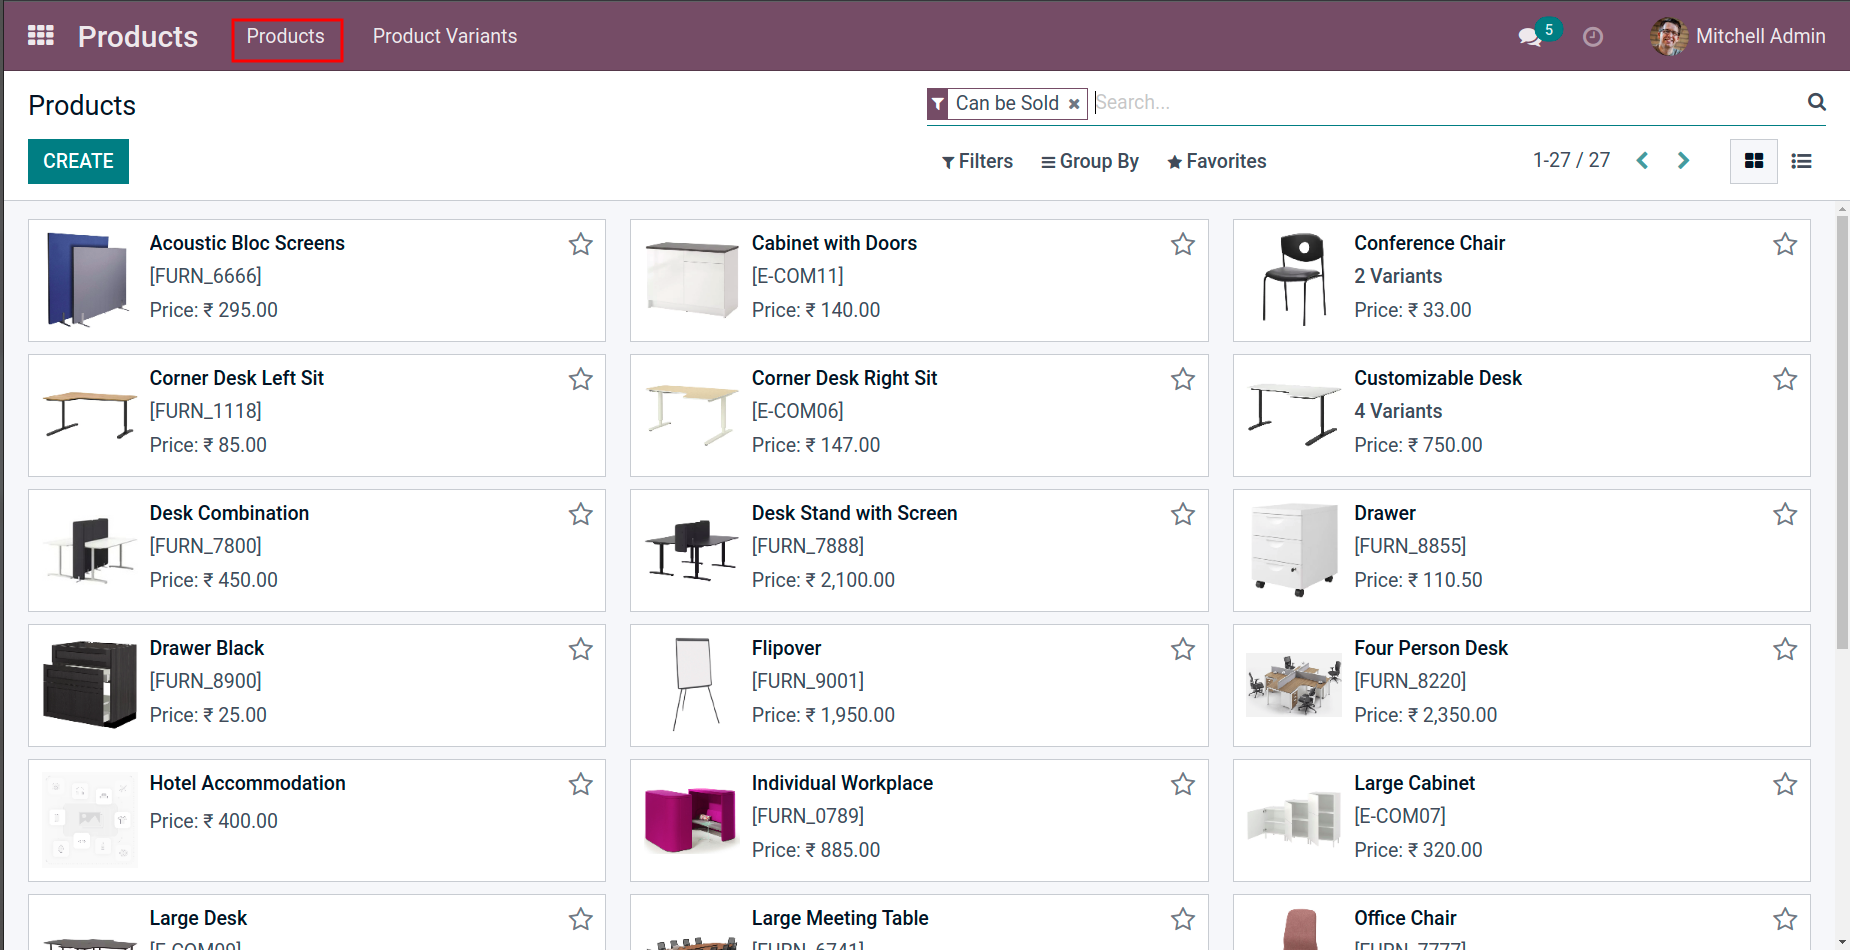 Products Products Product Variants 5 Mitchell Admin
Products Can be Sold Search...
CREATE Filters Group By Favorites 1-27 / 27
Acoustic Bloc Screens
[FURN_6666]
Price: ₹ 295.00
Cabinet with Doors
[E-COM11]
Price: ₹ 140.00
Conference Chair
2 Variants
Price: ₹ 33.00
Corner Desk Left Sit
[FURN_1118]
Price: ₹ 85.00
Corner Desk Right Sit
[E-COM06]
Price: ₹ 147.00
Customizable Desk
4 Variants
Price: ₹ 750.00
Desk Combination
[FURN_7800]
Price: ₹ 450.00
Desk Stand with Screen
[FURN_7888]
Price: ₹ 2,100.00
Drawer
[FURN_8855]
Price: ₹ 110.50
Drawer Black
[FURN_8900]
Price: ₹ 25.00
Flipover
[FURN_9001]
Price: ₹ 1,950.00
Four Person Desk
[FURN_8220]
Price: ₹ 2,350.00
Hotel Accommodation
Price: ₹ 400.00
Individual Workplace
[FURN_0789]
Price: ₹ 885.00
Large Cabinet
[E-COM07]
Price: ₹ 320.00
Large Desk
[E-COM09]
Large Meeting Table
[FURN_6741]
Office Chair
[FURN_7777]